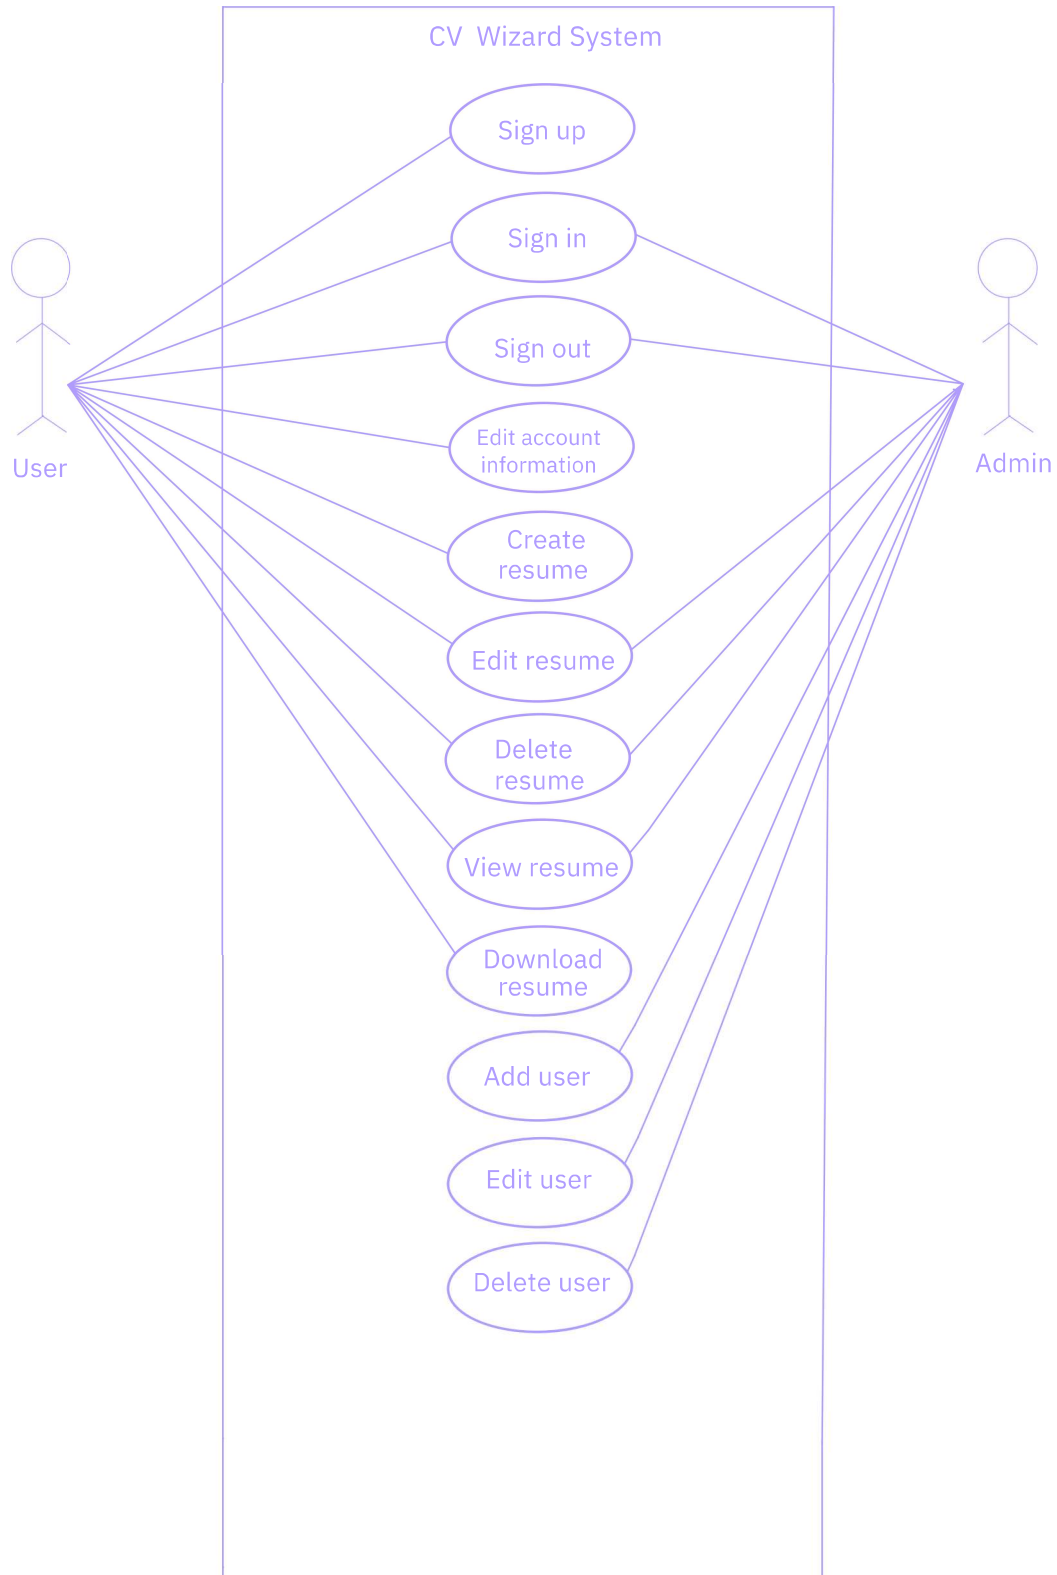 CV Wizard System
Sign up
Sign in
Sign out
Edit account
information
User
Admin
Create
resume
Edit resume
Delete
resume
View resume
Download
resume
Add user
Edit user
Delete user